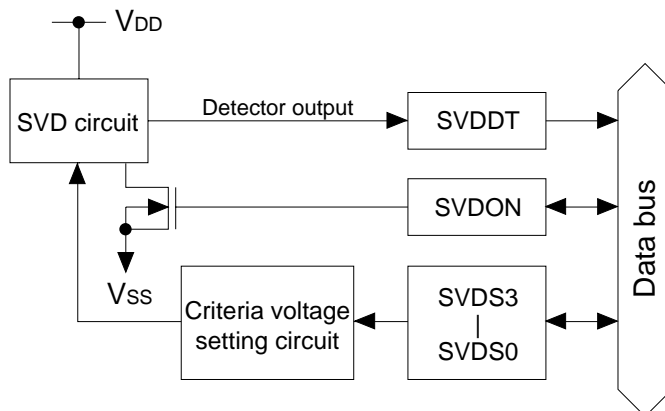 VDD
SVD circuit
Detector output
SVDDT
SVDON
VSS
Criteria voltage
setting circuit
SVDS3
|
SVDS0
Data bus